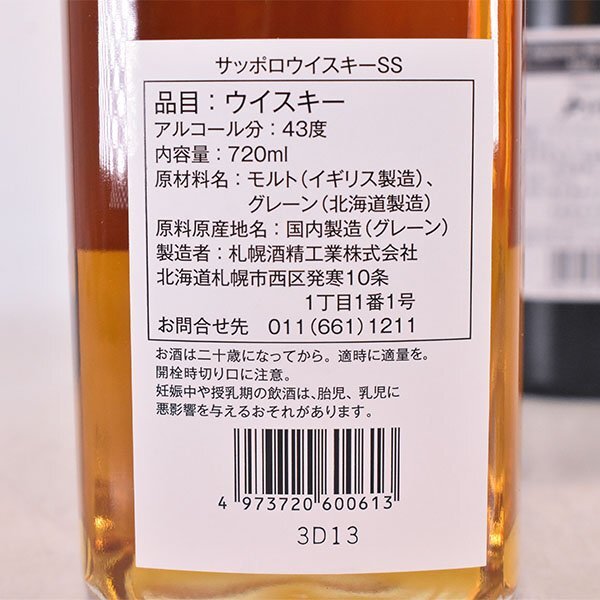 サッポロウイスキーSS
品目：ウイスキー
アルコール分：43度
内容量：720ml
原材料名：モルト（イギリス製造）、
グレーン（北海道製造）
原料原産地名：国内製造（グレーン）
製造者：札幌酒精工業株式会社
北海道札幌市西区発寒10条
1丁目1番1号
お問合せ先　011（661）1211
お酒は二十歳になってから。適時に適量を。
開栓時切り口に注意。
妊娠中や授乳期の飲酒は、胎児、乳児に
悪影響を与えるおそれがあります。
4 973720 600613
3D13